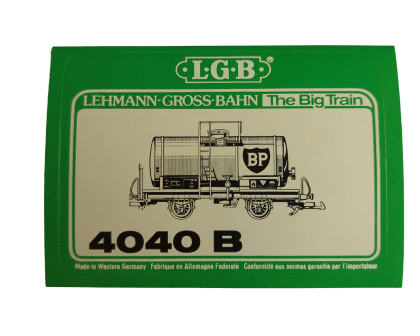 L·G·B®
LEHMANN·GROSS·BAHN The Big Train
BP
4040 B
Made in Western Germany Fabrique en Allemagne Federale Conformité aux normes garantie par l'importateur